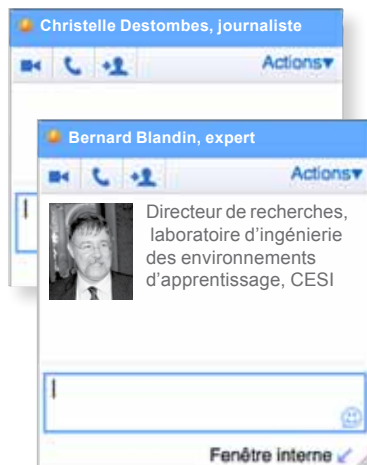 Christelle Destombes, journaliste
Actions▾
Bernard Blandin, expert
Actions▾
Directeur de recherches,
laboratoire d'ingénierie
des environnements
d'apprentissage, CESI
Fenêtre interne